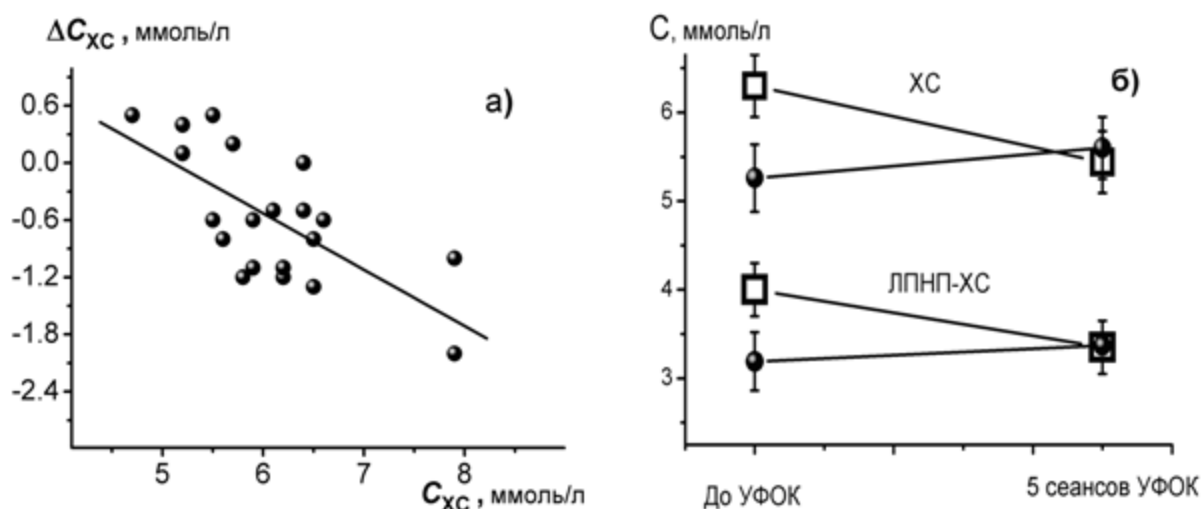 ΔC_XC , ммоль/л
а)
0.6
0.0
-0.6
-1.2
-1.8
-2.4
5 6 7 8
C_XC , ммоль/л
С, ммоль/л
б)
ХС
6
5
ЛПНП-ХС
4
3
До УФОК 5 сеансов УФОК